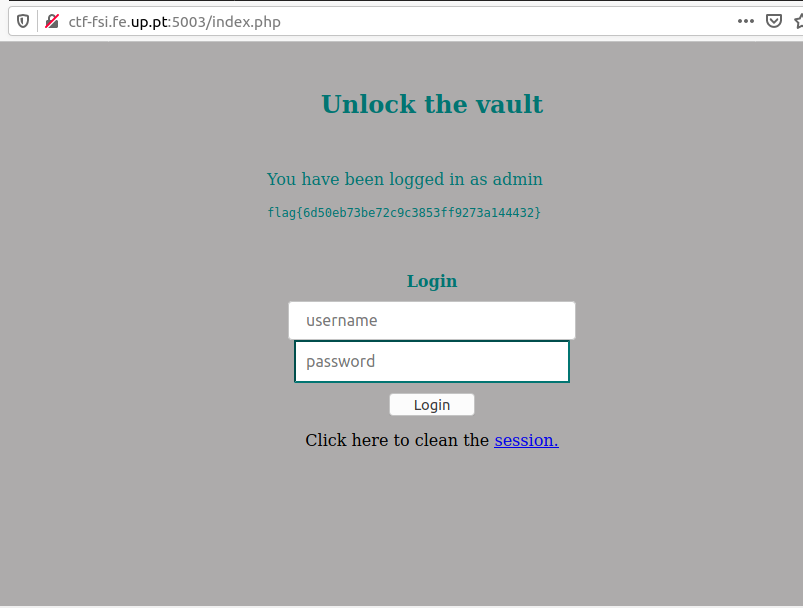 ctf-fsi.fe.up.pt:5003/index.php
Unlock the vault
You have been logged in as admin
flag{6d50eb73be72c9c3853ff9273a144432}
Login
username
password
Login
Click here to clean the session.